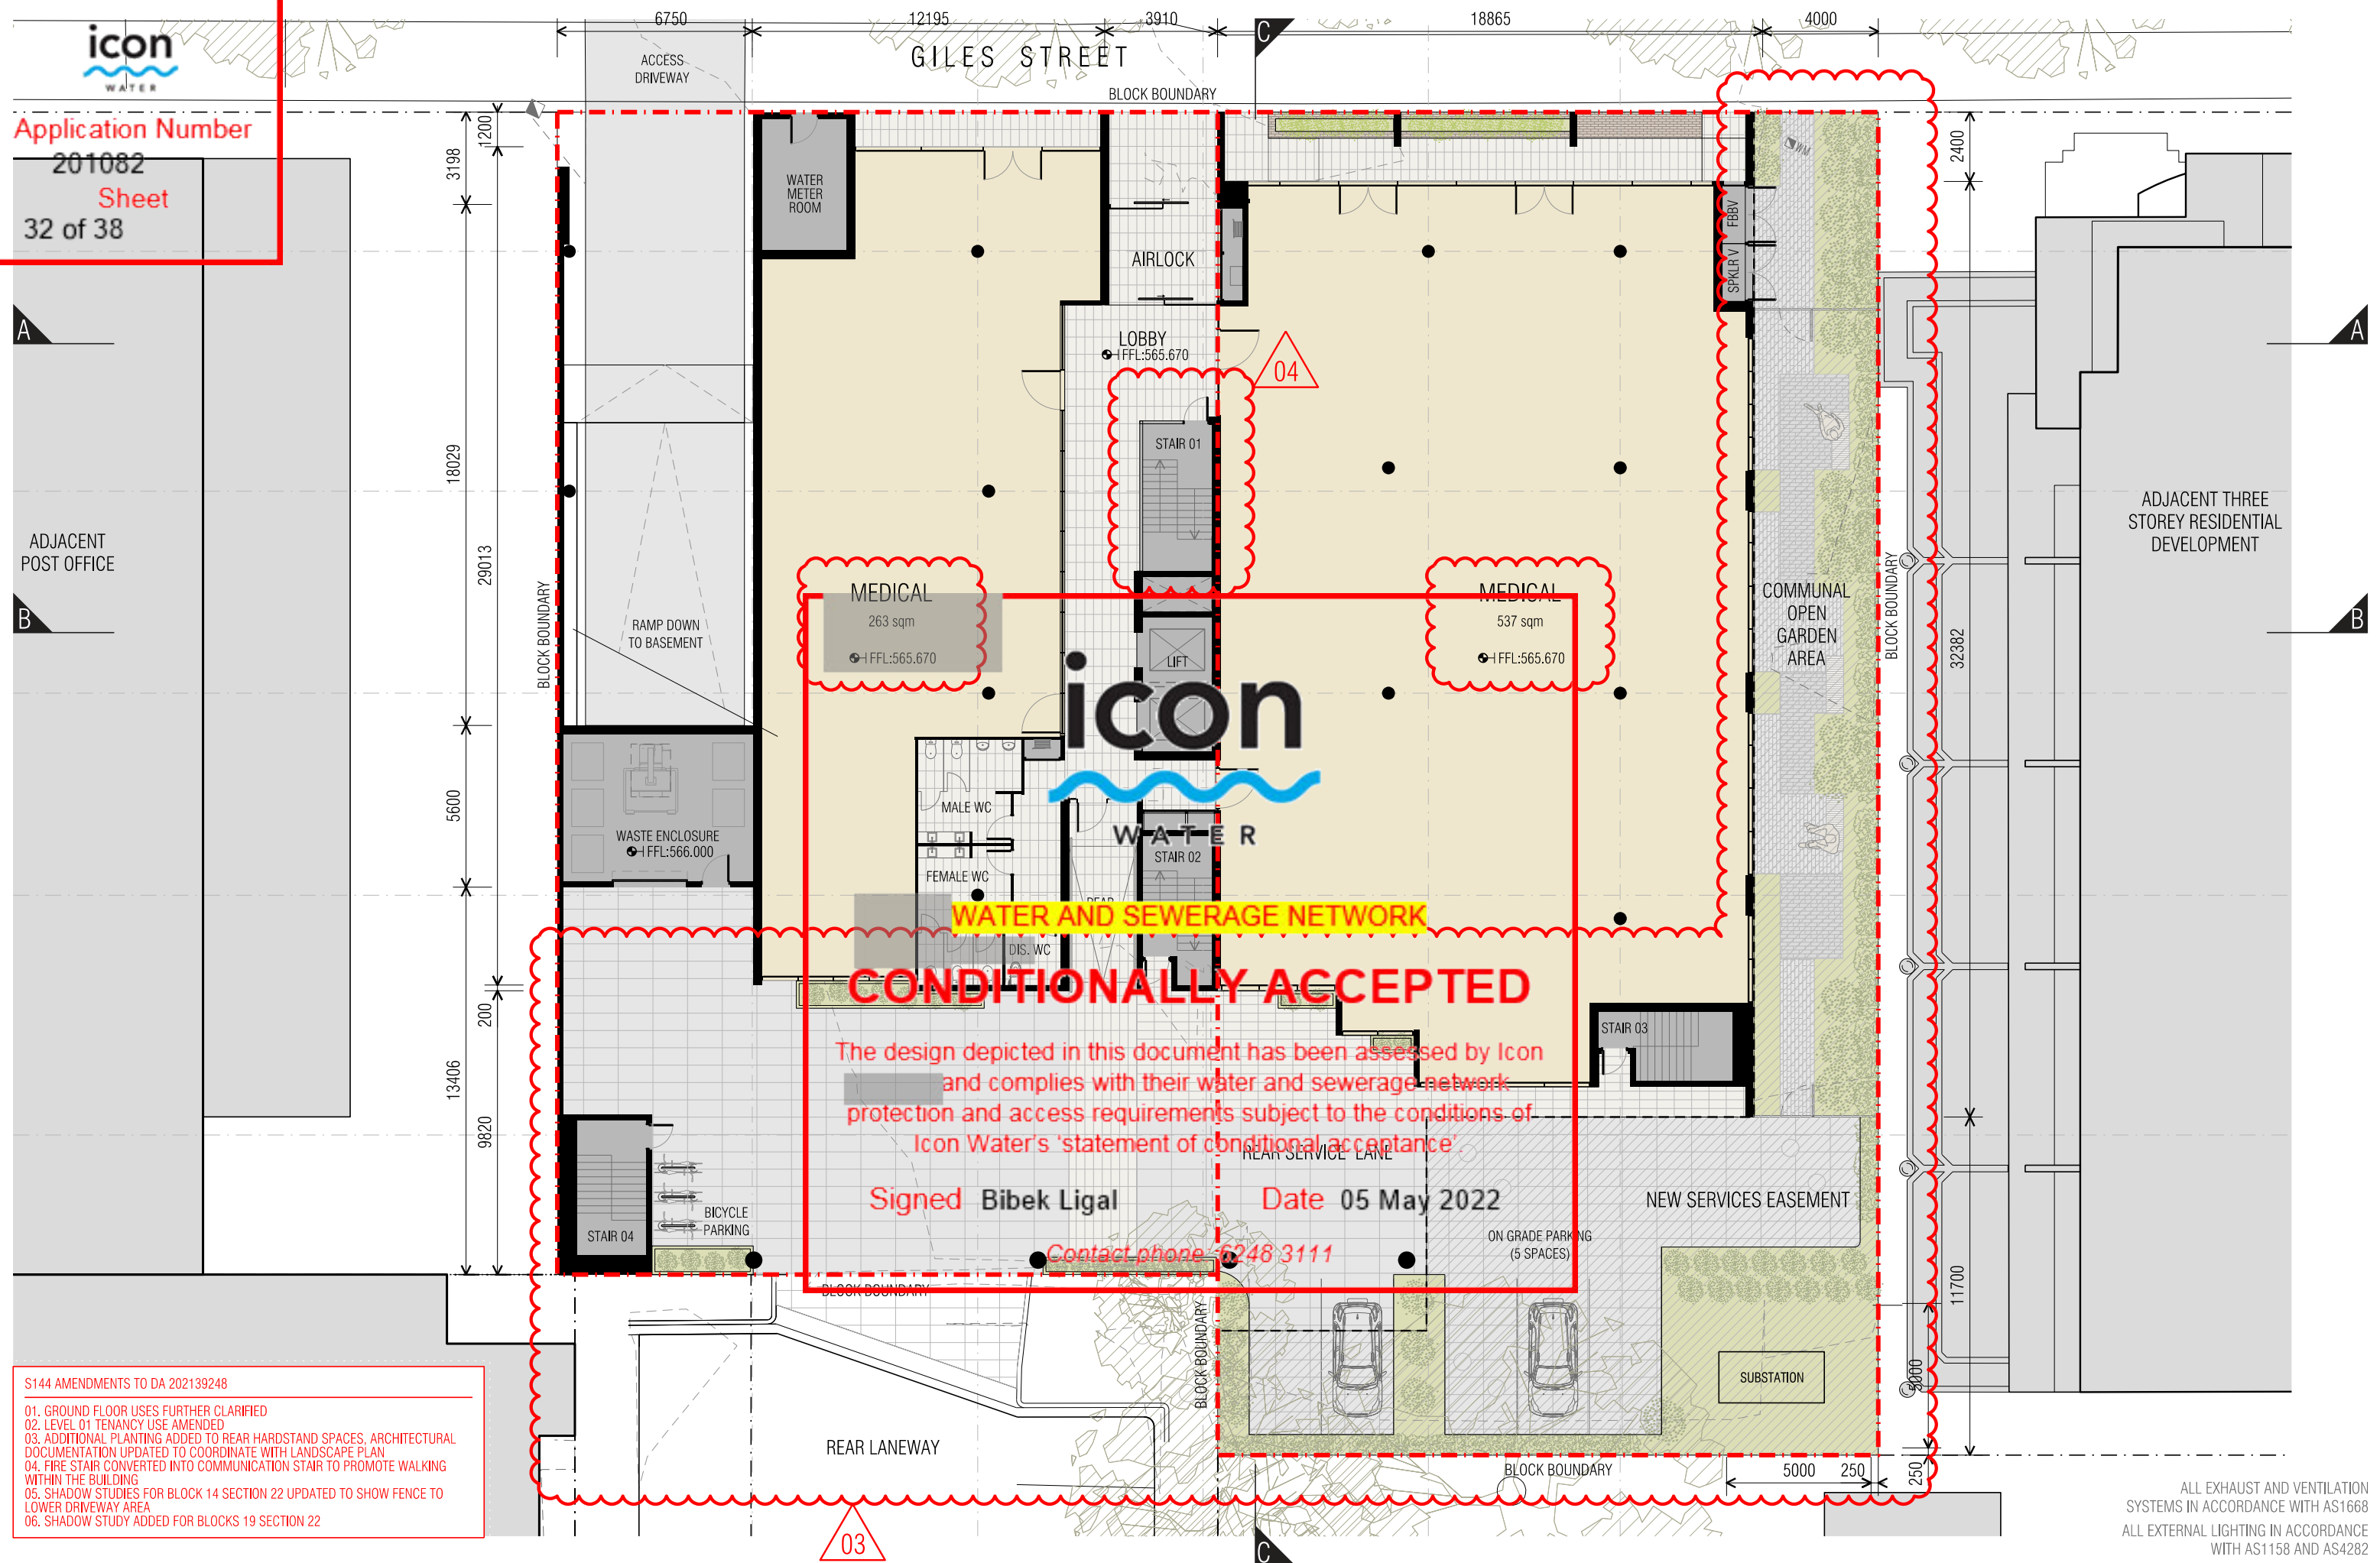 6750
12195
3910
18865
4000
icon
WATER
Application Number
201082
Sheet
32 of 38
GILES STREET
ACCESS
DRIVEWAY
BLOCK BOUNDARY
C
1200
3198
2400
WATER
METER
ROOM
WM
FBBV
SPKLR V
AIRLOCK
A
A
LOBBY
FFL:565.670
04
STAIR 01
18029
29013
ADJACENT
POST OFFICE
ADJACENT THREE
STOREY RESIDENTIAL
DEVELOPMENT
BLOCK BOUNDARY
BLOCK BOUNDARY
MEDICAL
263 sqm
FFL:565.670
MEDICAL
537 sqm
FFL:565.670
COMMUNAL
OPEN
GARDEN
AREA
B
B
RAMP DOWN
TO BASEMENT
LIFT
32382
icon
WATER
5600
MALE WC
WASTE ENCLOSURE
FFL:566.000
STAIR 02
FEMALE WC
REAR
WATER AND SEWERAGE NETWORK
DIS. WC
CONDITIONALLY ACCEPTED
200
STAIR 03
The design depicted in this document has been assessed by Icon
and complies with their water and sewerage network
protection and access requirements subject to the conditions of
Icon Water's 'statement of conditional acceptance'.
13406
9820
REAR SERVICE LANE
Signed Bibek Ligal
Date 05 May 2022
NEW SERVICES EASEMENT
BICYCLE
PARKING
STAIR 04
ON GRADE PARKING
(5 SPACES)
Contact phone 6248 3111
BLOCK BOUNDARY
BLOCK BOUNDARY
11700
5000
SUBSTATION
S144 AMENDMENTS TO DA 202139248
01. GROUND FLOOR USES FURTHER CLARIFIED
02. LEVEL 01 TENANCY USE AMENDED
03. ADDITIONAL PLANTING ADDED TO REAR HARDSTAND SPACES, ARCHITECTURAL
DOCUMENTATION UPDATED TO COORDINATE WITH LANDSCAPE PLAN
04. FIRE STAIR CONVERTED INTO COMMUNICATION STAIR TO PROMOTE WALKING
WITHIN THE BUILDING
05. SHADOW STUDIES FOR BLOCK 14 SECTION 22 UPDATED TO SHOW FENCE TO
LOWER DRIVEWAY AREA
06. SHADOW STUDY ADDED FOR BLOCKS 19 SECTION 22
REAR LANEWAY
BLOCK BOUNDARY
5000
250
250
03
C
ALL EXHAUST AND VENTILATION
SYSTEMS IN ACCORDANCE WITH AS1668
ALL EXTERNAL LIGHTING IN ACCORDANCE
WITH AS1158 AND AS4282